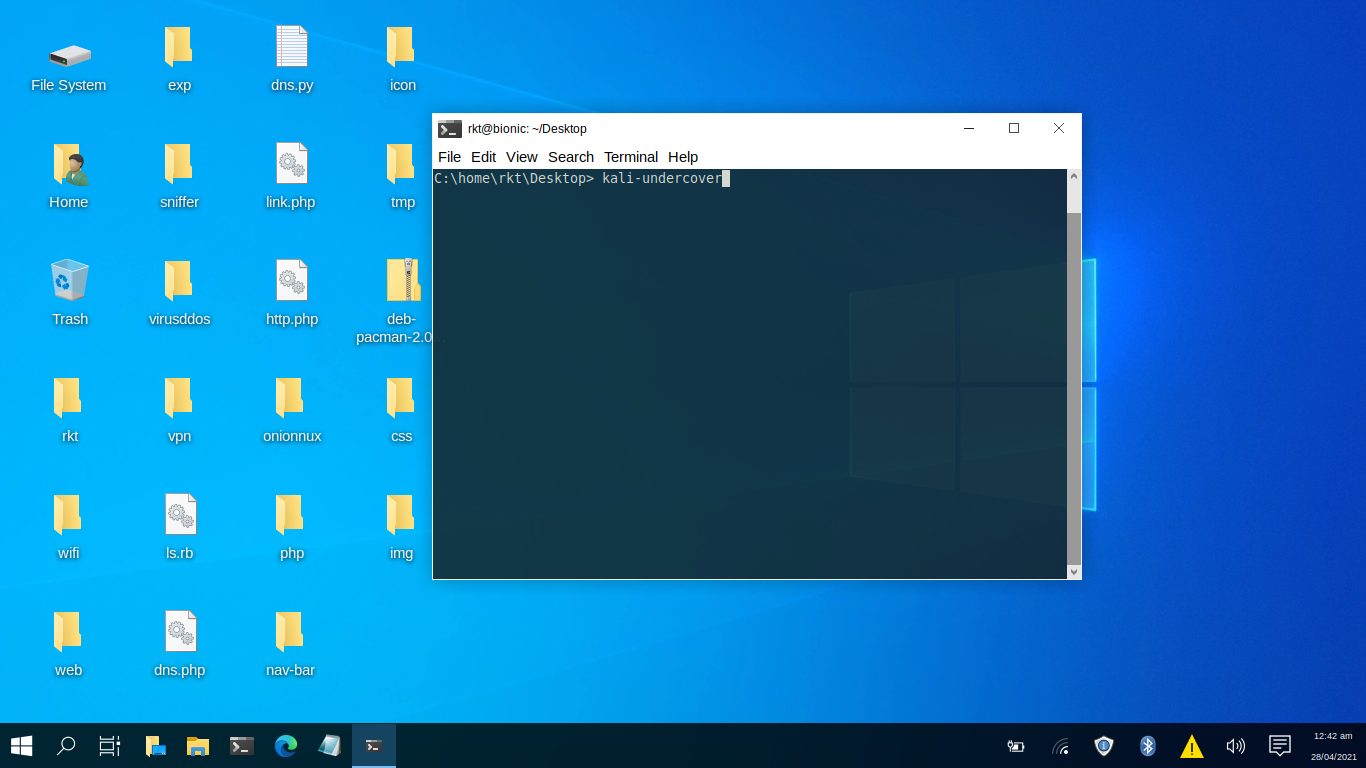 File System
exp
dns.py
icon
Home
sniffer
link.php
tmp
Trash
virusddos
http.php
deb-
pacman-2.0...
rkt
vpn
onionnux
css
wifi
ls.rb
php
img
web
dns.php
nav-bar
rkt@bionic: ~/Desktop
File Edit View Search Terminal Help
C:\home\rkt\Desktop> kali-undercover
12:42 am
28/04/2021